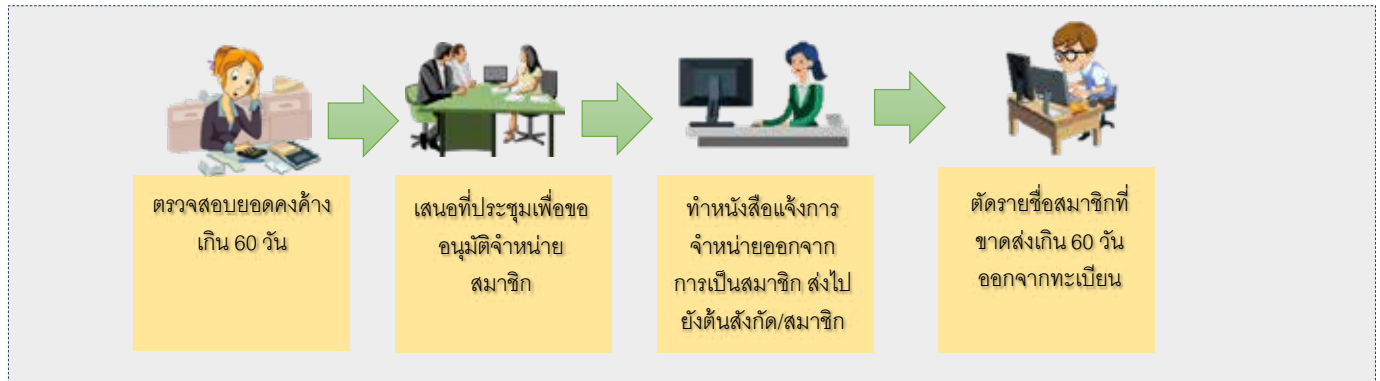 ตรวจสอบยอดคงค้าง
เกิน 60 วัน
เสนอที่ประชุมเพื่อขอ
อนุมัติจำหน่าย
สมาชิก
ทำหนังสือแจ้งการ
จำหน่ายออกจาก
การเป็นสมาชิก ส่งไป
ยังต้นสังกัด/สมาชิก
ตัดรายชื่อสมาชิกที่
ขาดส่งเกิน 60 วัน
ออกจากทะเบียน